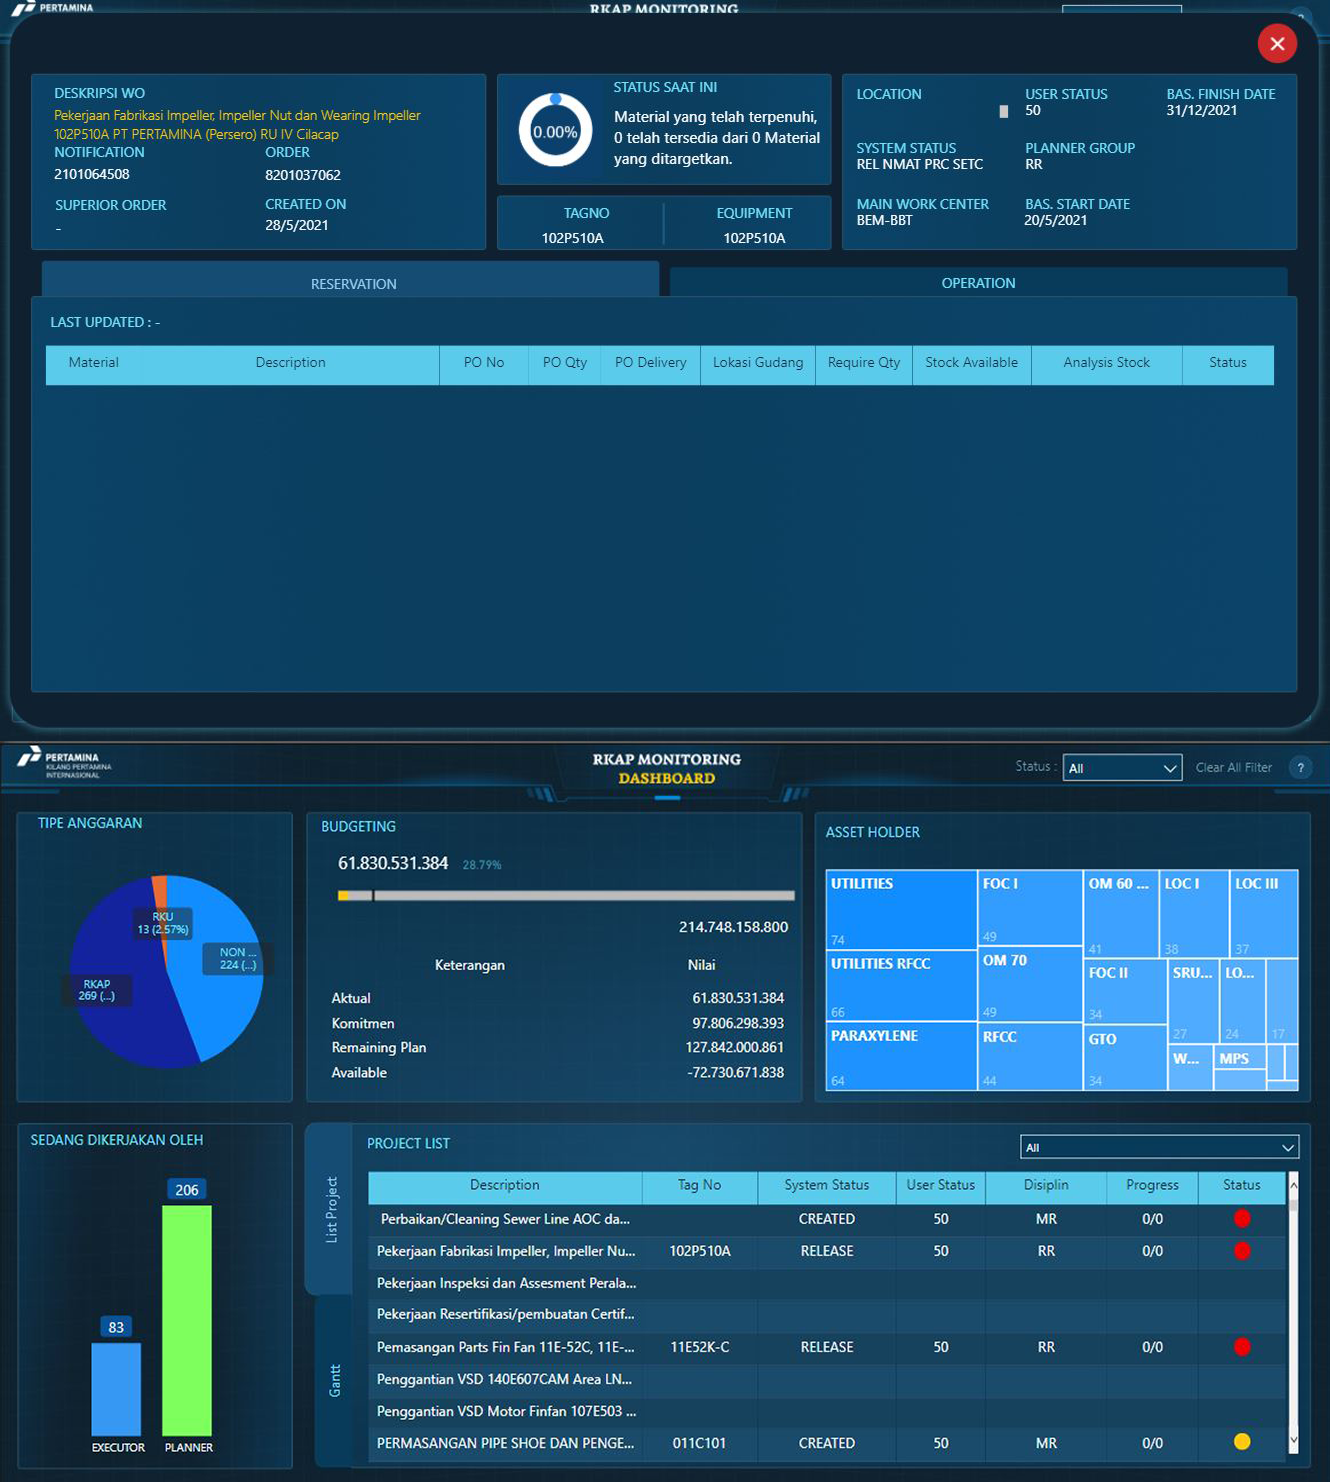 PERTAMINA
RKAP MONITORING
DESKRIPSI WO
Pekerjaan Fabrikasi Impeller, Impeller Nut dan Wearing Impeller
102P510A PT PERTAMINA (Persero) RU IV Cilacap
NOTIFICATION ORDER
2101064508 8201037062
SUPERIOR ORDER CREATED ON
- 28/5/2021
STATUS SAAT INI
0.00%
Material yang telah terpenuhi,
0 telah tersedia dari 0 Material
yang ditargetkan.
TAGNO EQUIPMENT
102P510A 102P510A
LOCATION USER STATUS BAS. FINISH DATE
50 31/12/2021
SYSTEM STATUS PLANNER GROUP
REL NMAT PRC SETC RR
MAIN WORK CENTER BAS. START DATE
BEM-BBT 20/5/2021
RESERVATION OPERATION
LAST UPDATED : -
Material Description PO No PO Qty PO Delivery Lokasi Gudang Require Qty Stock Available Analysis Stock Status
PERTAMINA
KILANG PERTAMINA
INTERNASIONAL
RKAP MONITORING
DASHBOARD
Status : All Clear All Filter ?
TIPE ANGGARAN
RKU
13 (2.57%)
NON ...
224 (...)
RKAP
269 (...)
BUDGETING
61.830.531.384 28.79%
214.748.158.800
Keterangan Nilai
Aktual 61.830.531.384
Komitmen 97.806.298.393
Remaining Plan 127.842.000.861
Available -72.730.671.838
ASSET HOLDER
UTILITIES
74
UTILITIES RFCC
66
PARAXYLENE
64
FOC I
49
OM 70
49
RFCC
44
OM 60 ...
41
LOC I
38
LOC III
37
FOC II
34
GTO
34
SRU...
27
LO...
24
17
W...
MPS
SEDANG DIKERJAKAN OLEH
206
83
EXECUTOR PLANNER
List Project
Gantt
PROJECT LIST
All
Description Tag No System Status User Status Disiplin Progress Status
Perbaikan/Cleaning Sewer Line AOC da... CREATED 50 MR 0/0
Pekerjaan Fabrikasi Impeller, Impeller Nu... 102P510A RELEASE 50 RR 0/0
Pekerjaan Inspeksi dan Assesment Perala...
Pekerjaan Resertifikasi/pembuatan Certif...
Pemasangan Parts Fin Fan 11E-52C, 11E-... 11E52K-C RELEASE 50 RR 0/0
Penggantian VSD 140E607CAM Area LN...
Penggantian VSD Motor Finfan 107E503 ...
PERMASANGAN PIPE SHOE DAN PENGE... 011C101 CREATED 50 MR 0/0